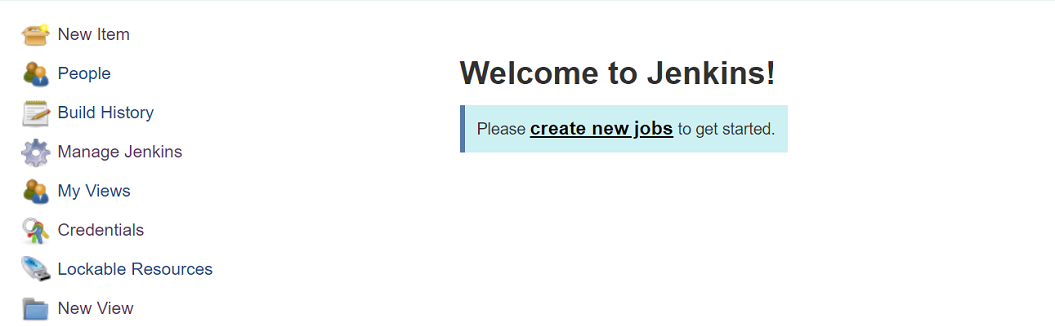 New Item
People
Build History
Manage Jenkins
My Views
Credentials
Lockable Resources
New View
Welcome to Jenkins!
Please create new jobs to get started.